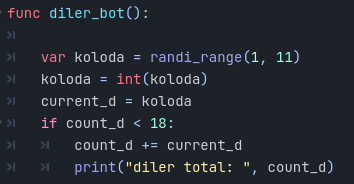 func diler_bot():
var koloda = randi_range(1, 11)
koloda = int(koloda)
current_d = koloda
if count_d < 18:
count_d += current_d
print("diler total: ", count_d)